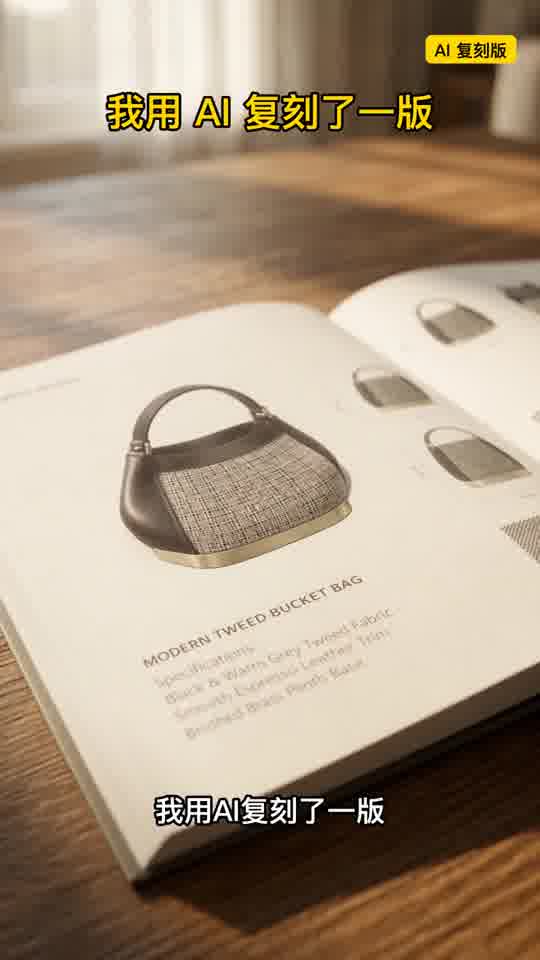 AI 复刻版
我用 AI 复刻了一版
MODERN TWEED BUCKET BAG
Specifications
Black & Warm Grey Tweed Fabric
Smooth Espresso Leather Trim
Brushed Brass Plinth Base
我用AI复刻了一版